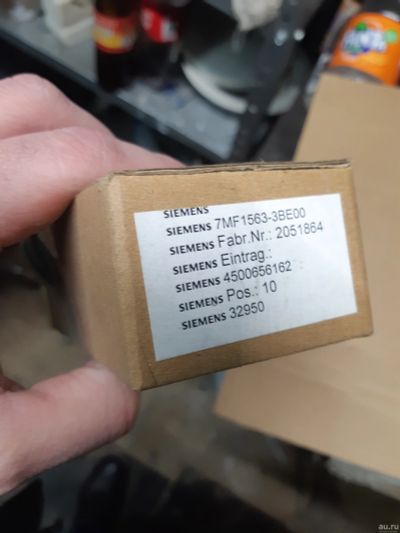 SIEMENS
SIEMENS 7MF1563-3BE00
SIEMENS Fabr.Nr.: 2051864
SIEMENS Eintrag.:
SIEMENS 4500656162
SIEMENS Pos.: 10
SIEMENS 32950
au.ru